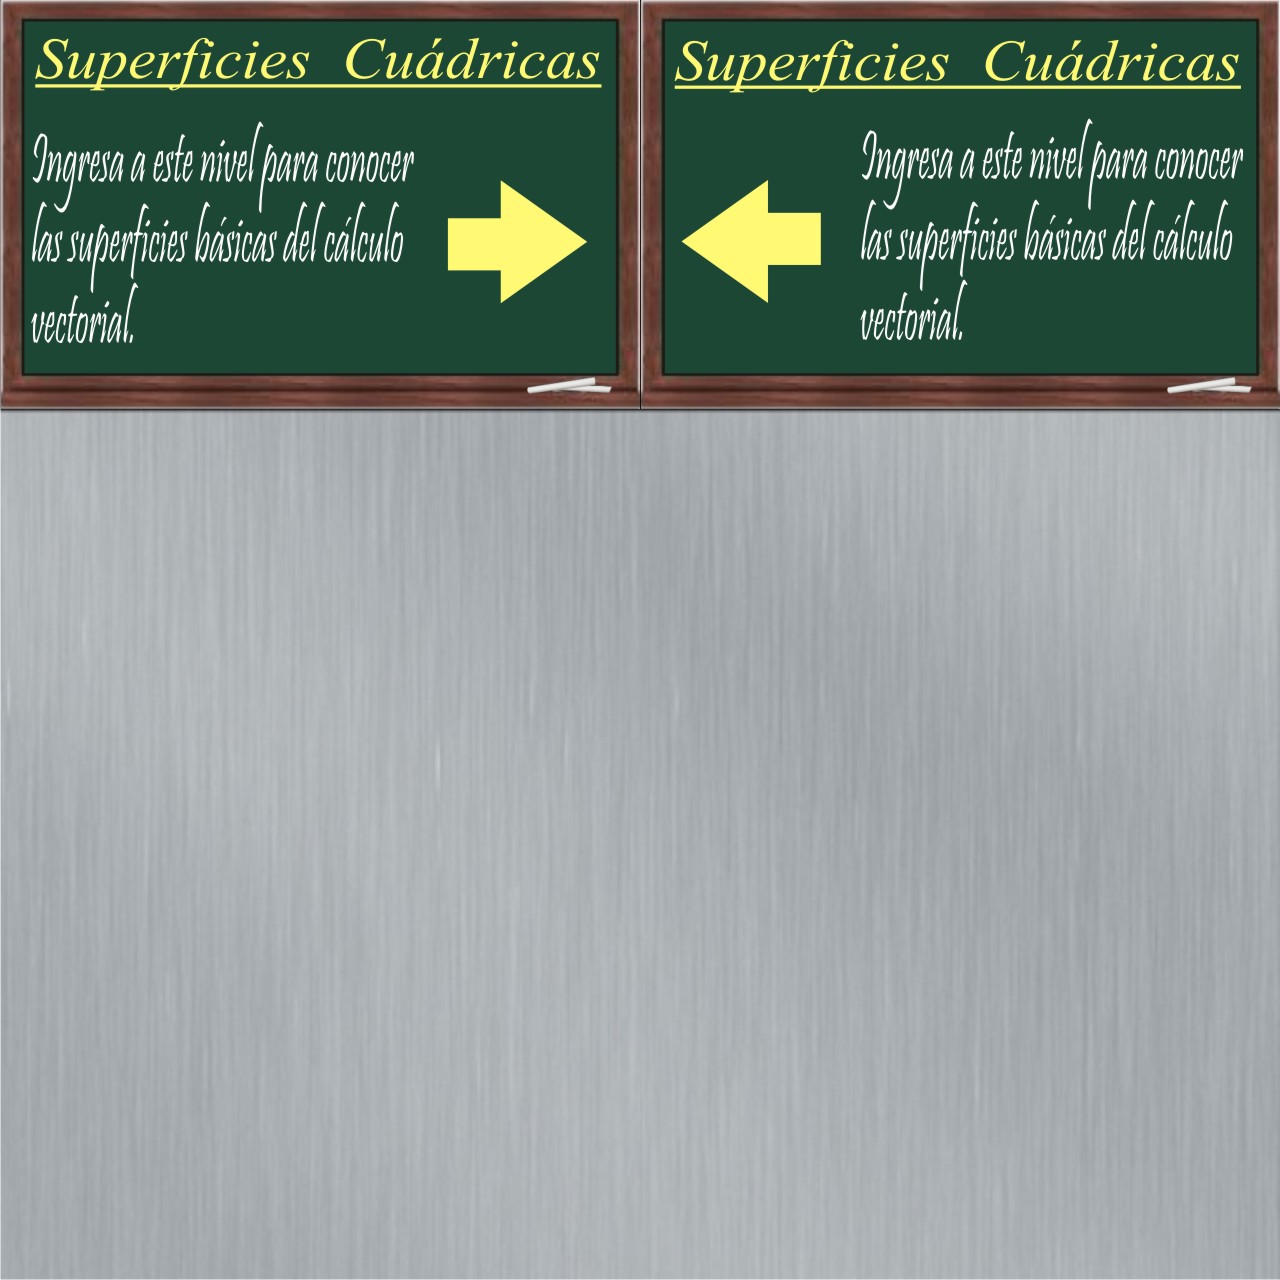 Superficies Cuádricas
Ingresa a este nivel para conocer
las superficies básicas del cálculo
vectorial.
Superficies Cuádricas
Ingresa a este nivel para conocer
las superficies básicas del cálculo
vectorial.